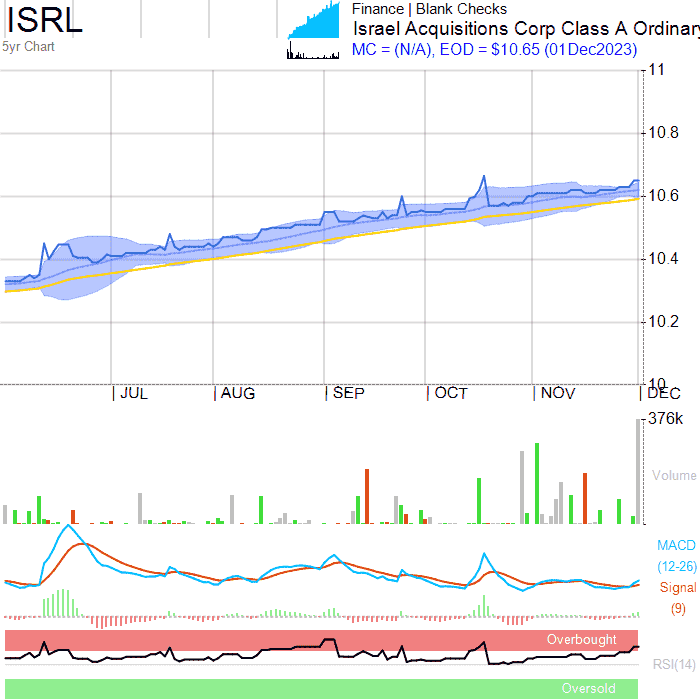 ISRL
5yr Chart
Finance | Blank Checks
Israel Acquisitions Corp Class A Ordinary
MC = (N/A), EOD = $10.65 (01Dec2023)
11
10.8
10.6
10.4
10.2
10
JUL AUG SEP OCT NOV DEC
376k
Volume
MACD
(12-26)
Signal
(9)
Overbought
RSI(14)
Oversold